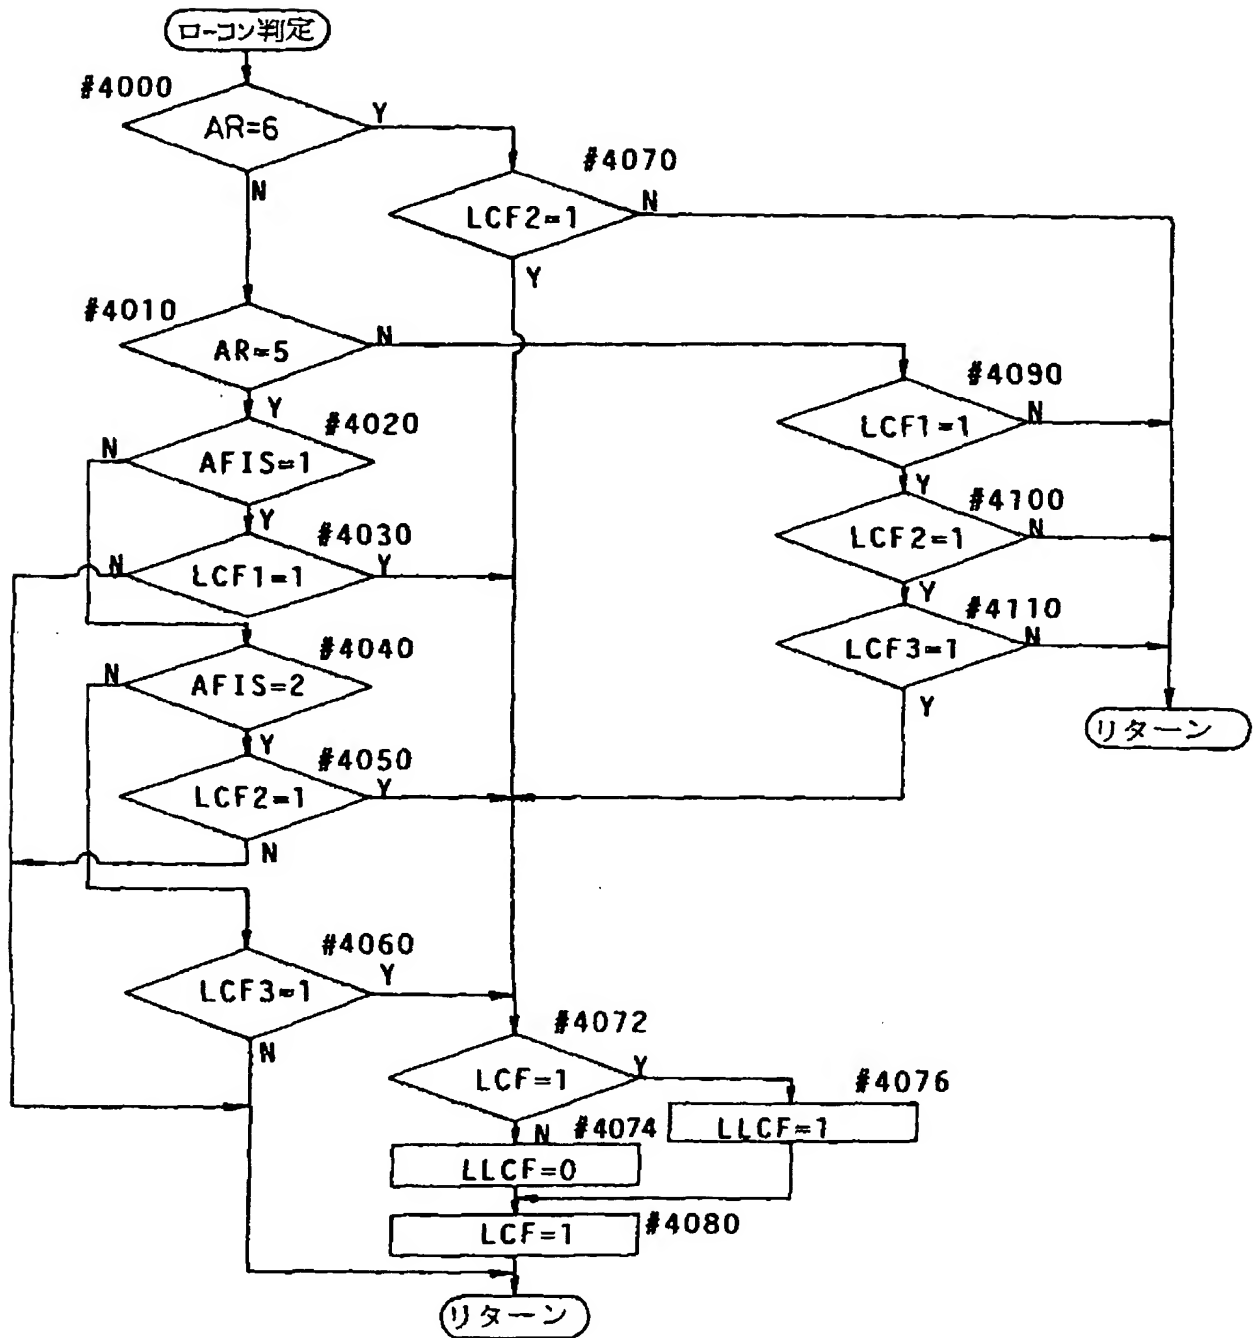 ローコン判定
#4000
AR=6
Y
N
#4070
LCF2=1
N
Y
#4010
AR=5
N
Y
#4020
AFIS=1
N
Y
#4030
LCF1=1
N
Y
#4040
AFIS=2
N
Y
#4050
LCF2=1
Y
N
#4060
LCF3=1
Y
N
#4090
LCF1=1
N
Y
#4100
LCF2=1
N
Y
#4110
LCF3=1
N
Y
リターン
#4072
LCF=1
Y
N
#4076
LLCF=1
#4074
LLCF=0
#4080
LCF=1
リターン